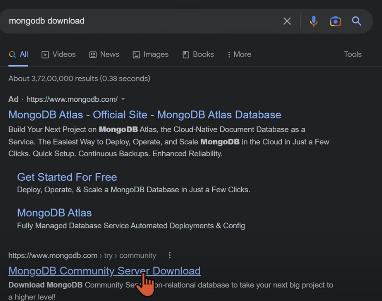 mongodb download
All Videos News Images Books More Tools
About 3,72,00,000 results (0.38 seconds)
Ad · https://www.mongodb.com/
MongoDB Atlas - Official Site - MongoDB Atlas Database
Build Your Next Project on MongoDB Atlas, the Cloud-Native Document Database as a
Service. The Easiest Way to Deploy, Operate, and Scale MongoDB in the Cloud in Just a Few
Clicks. Quick Setup. Continuous Backups. Enhanced Reliability.
Get Started For Free
Deploy, Operate, & Scale a MongoDB Database in Just a Few Clicks.
MongoDB Atlas
Fully Managed Database Service Automated Deployments & Config
https://www.mongodb.com › try › community
MongoDB Community Server Download
Download MongoDB Community on-relational database to take your next big project to
a higher level!